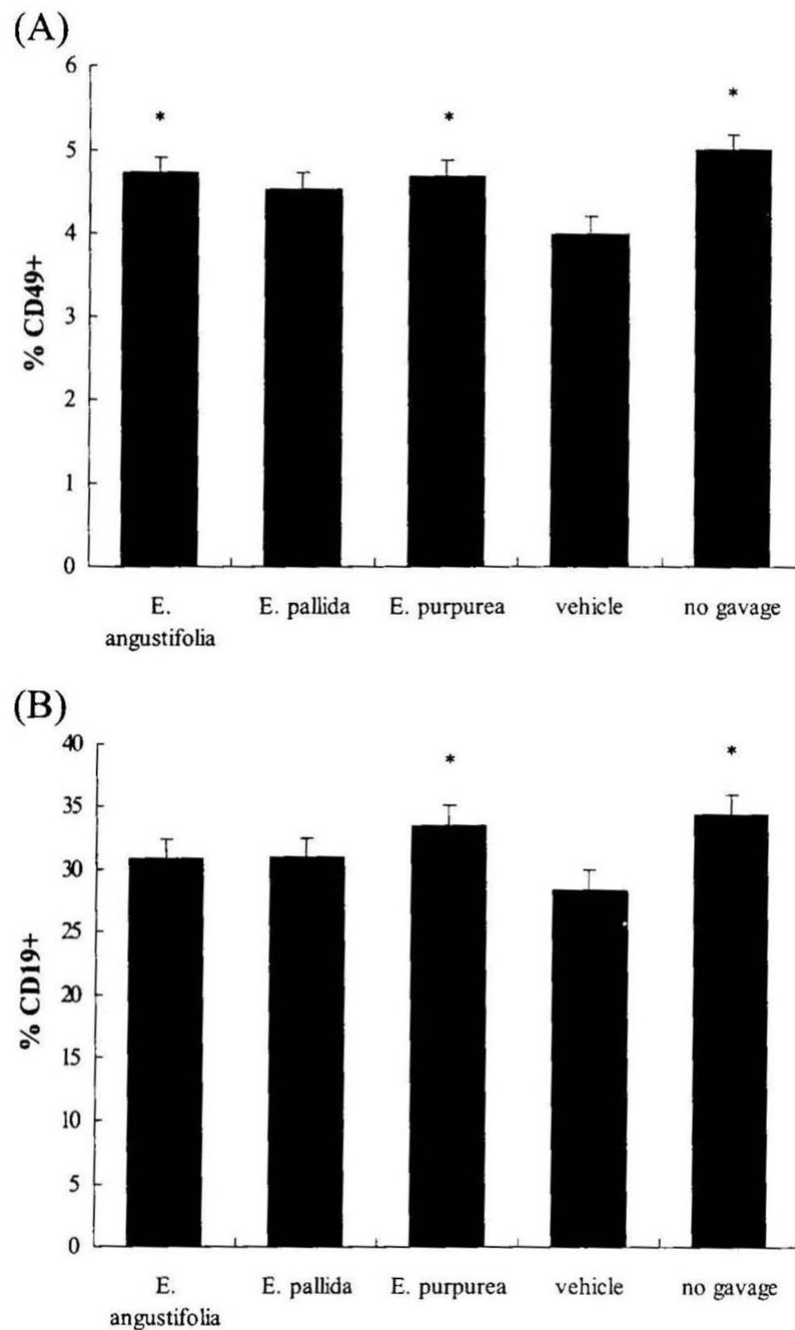 (A)
6
5
4
3
2
1
0
% CD49+
* * *
E. angustifolia
E. pallida
E. purpurea
vehicle
no gavage
(B)
40
35
30
25
20
15
10
5
0
% CD19+
* *
E. angustifolia
E. pallida
E. purpurea
vehicle
no gavage